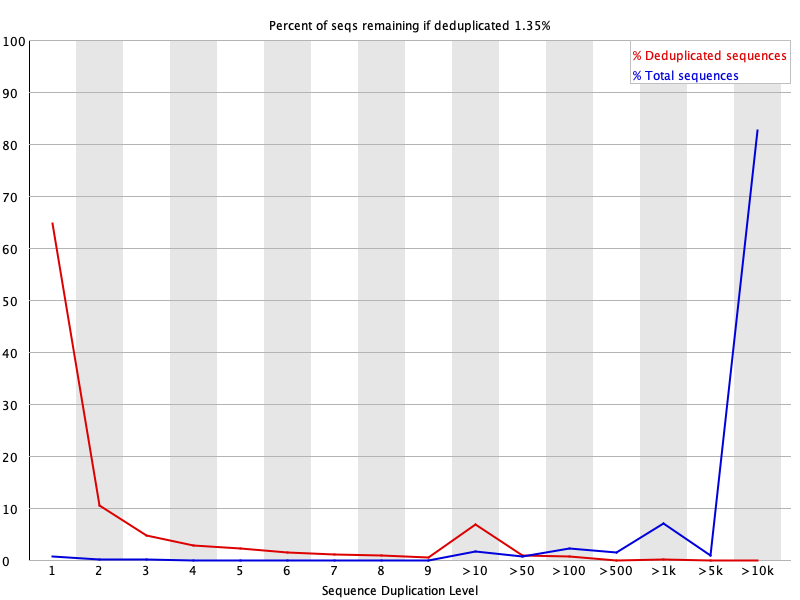 Percent of seqs remaining if deduplicated 1.35%
% Deduplicated sequences
% Total sequences
100
90
80
70
60
50
40
30
20
10
0
1 2 3 4 5 6 7 8 9 >10 >50 >100 >500 >1k >5k >10k
Sequence Duplication Level